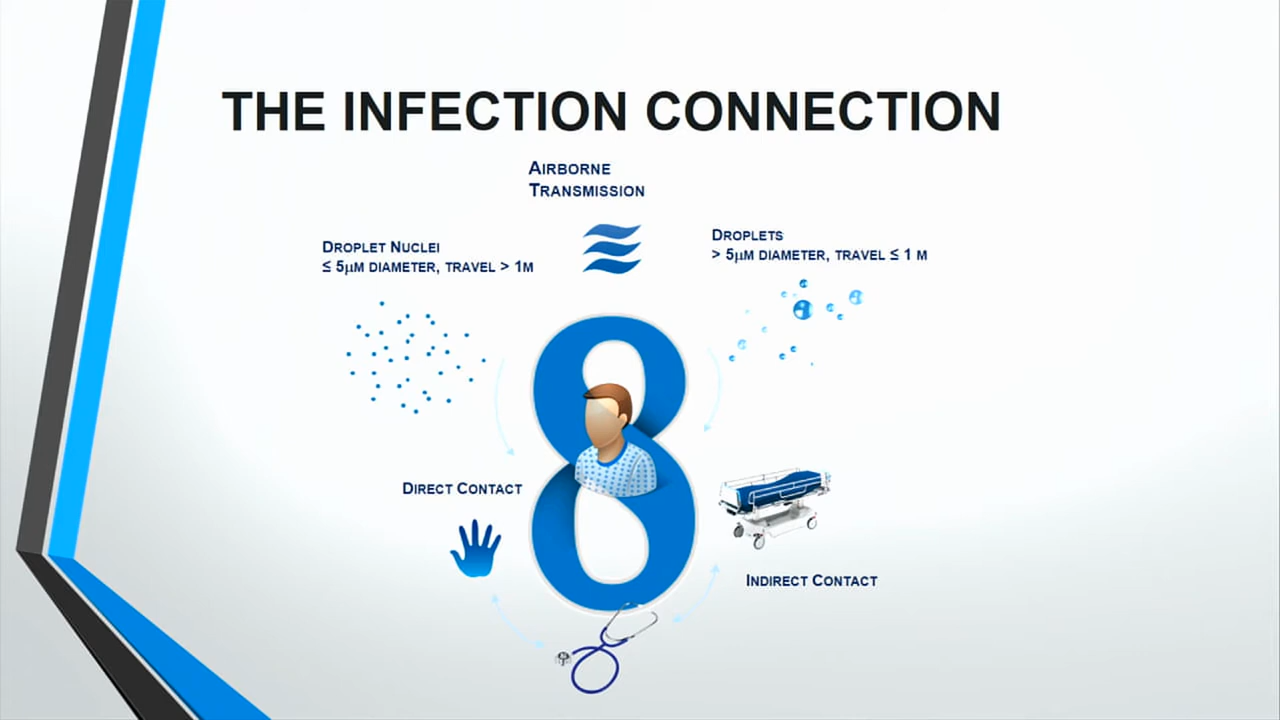 THE INFECTION CONNECTION
AIRBORNE
TRANSMISSION
DROPLET NUCLEI
≤ 5µM DIAMETER, TRAVEL > 1M
DROPLETS
> 5µM DIAMETER, TRAVEL ≤ 1 M
8
DIRECT CONTACT
INDIRECT CONTACT